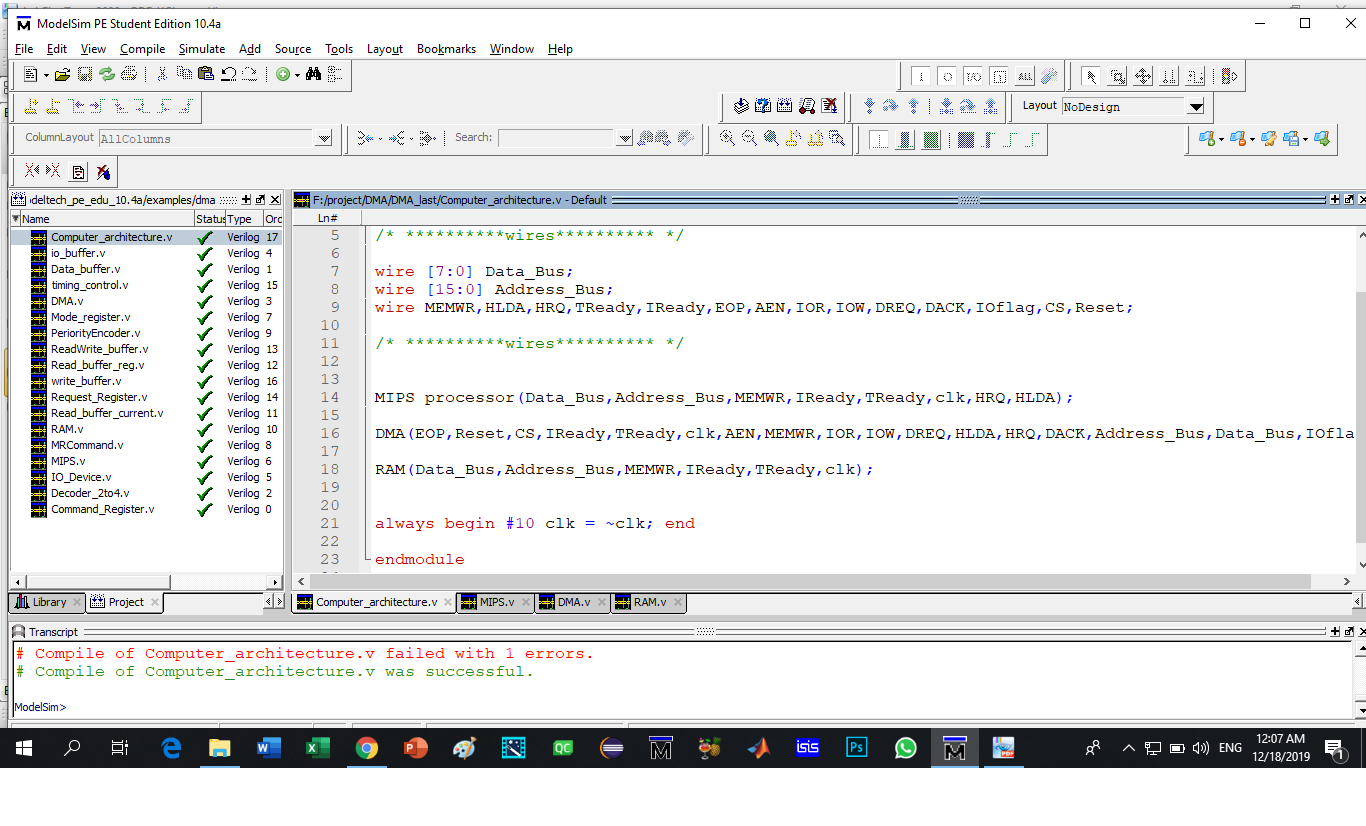 ModelSim PE Student Edition 10.4a
File Edit View Compile Simulate Add Source Tools Layout Bookmarks Window Help
Layout NoDesign
ColumnLayout AllColumns
Search:
deltech_pe_edu_10.4a/examples/dma
Name Status Type Orc
Computer_architecture.v Verilog 17
io_buffer.v Verilog 4
Data_buffer.v Verilog 1
timing_control.v Verilog 15
DMA.v Verilog 3
Mode_register.v Verilog 7
PeriorityEncoder.v Verilog 9
ReadWrite_buffer.v Verilog 13
Read_buffer_reg.v Verilog 12
write_buffer.v Verilog 16
Request_Register.v Verilog 14
Read_buffer_current.v Verilog 11
RAM.v Verilog 10
MRCommand.v Verilog 8
MIPS.v Verilog 6
IO_Device.v Verilog 5
Decoder_2to4.v Verilog 2
Command_Register.v Verilog 0
Library Project
F:/project/DMA/DMA_last/Computer_architecture.v - Default
Ln#
5 /* **********wires********** */
6
7 wire [7:0] Data_Bus;
8 wire [15:0] Address_Bus;
9 wire MEMWR,HLDA,HRQ,TReady,IReady,EOP,AEN,IOR,IOW,DREQ,DACK,IOflag,CS,Reset;
10
11 /* **********wires********** */
12
13
14 MIPS processor(Data_Bus,Address_Bus,MEMWR,IReady,TReady,clk,HRQ,HLDA);
15
16 DMA(EOP,Reset,CS,IReady,TReady,clk,AEN,MEMWR,IOR,IOW,DREQ,HLDA,HRQ,DACK,Address_Bus,Data_Bus,IOfla
17
18 RAM(Data_Bus,Address_Bus,MEMWR,IReady,TReady,clk);
19
20
21 always begin #10 clk = ~clk; end
22
23 endmodule
Computer_architecture.v MIPS.v DMA.v RAM.v
Transcript
# Compile of Computer_architecture.v failed with 1 errors.
# Compile of Computer_architecture.v was successful.
ModelSim>
ENG
12:07 AM
12/18/2019
1